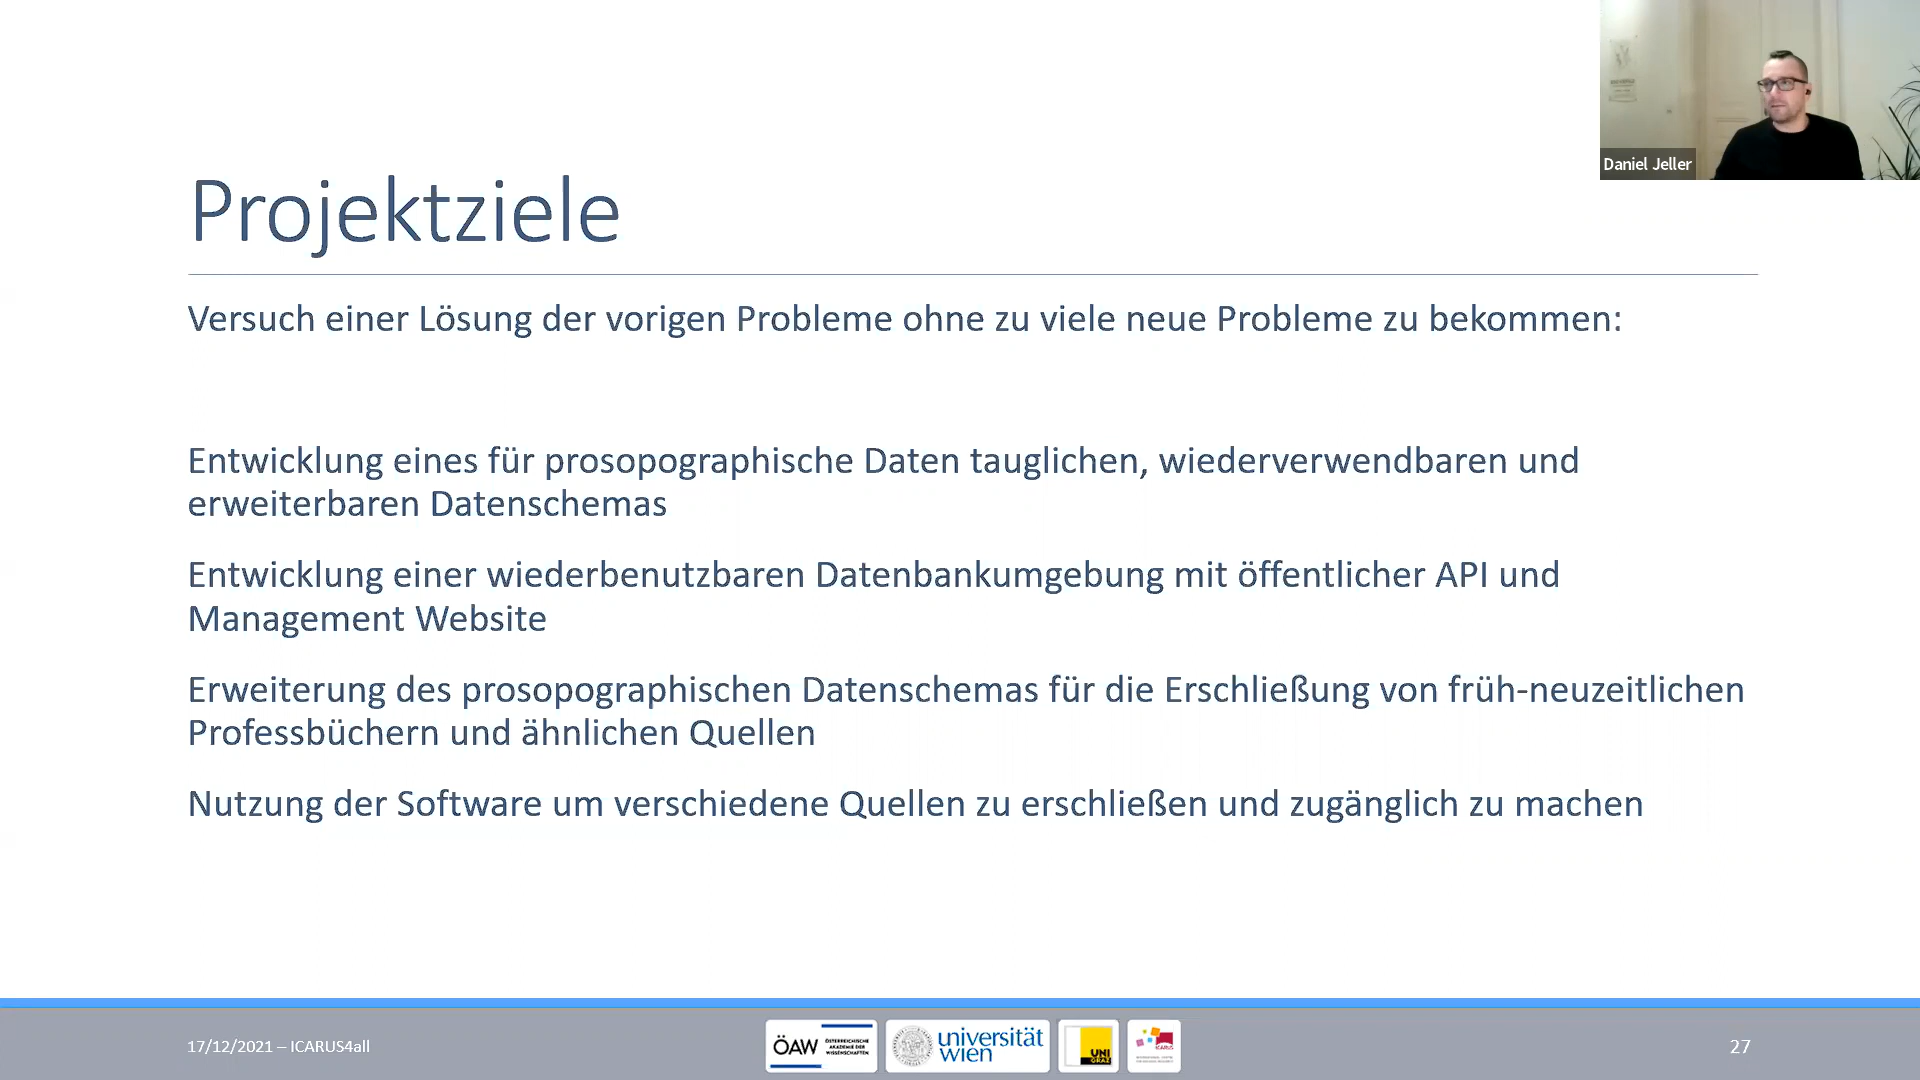 Daniel Jeller
Projektziele
Versuch einer Lösung der vorigen Probleme ohne zu viele neue Probleme zu bekommen:
Entwicklung eines für prosopographische Daten tauglichen, wiederverwendbaren und
erweiterbaren Datenschemas
Entwicklung einer wiederbenutzbaren Datenbankumgebung mit öffentlicher API und
Management Website
Erweiterung des prosopographischen Datenschemas für die Erschließung von früh-neuzeitlichen
Professbüchern und ähnlichen Quellen
Nutzung der Software um verschiedene Quellen zu erschließen und zugänglich zu machen
17/12/2021 – ICARUS4all
ÖAW
ÖSTERREICHISCHE
AKADEMIE DER
WISSENSCHAFTEN
universität
wien
UNI
GRAZ
ICARUS
27